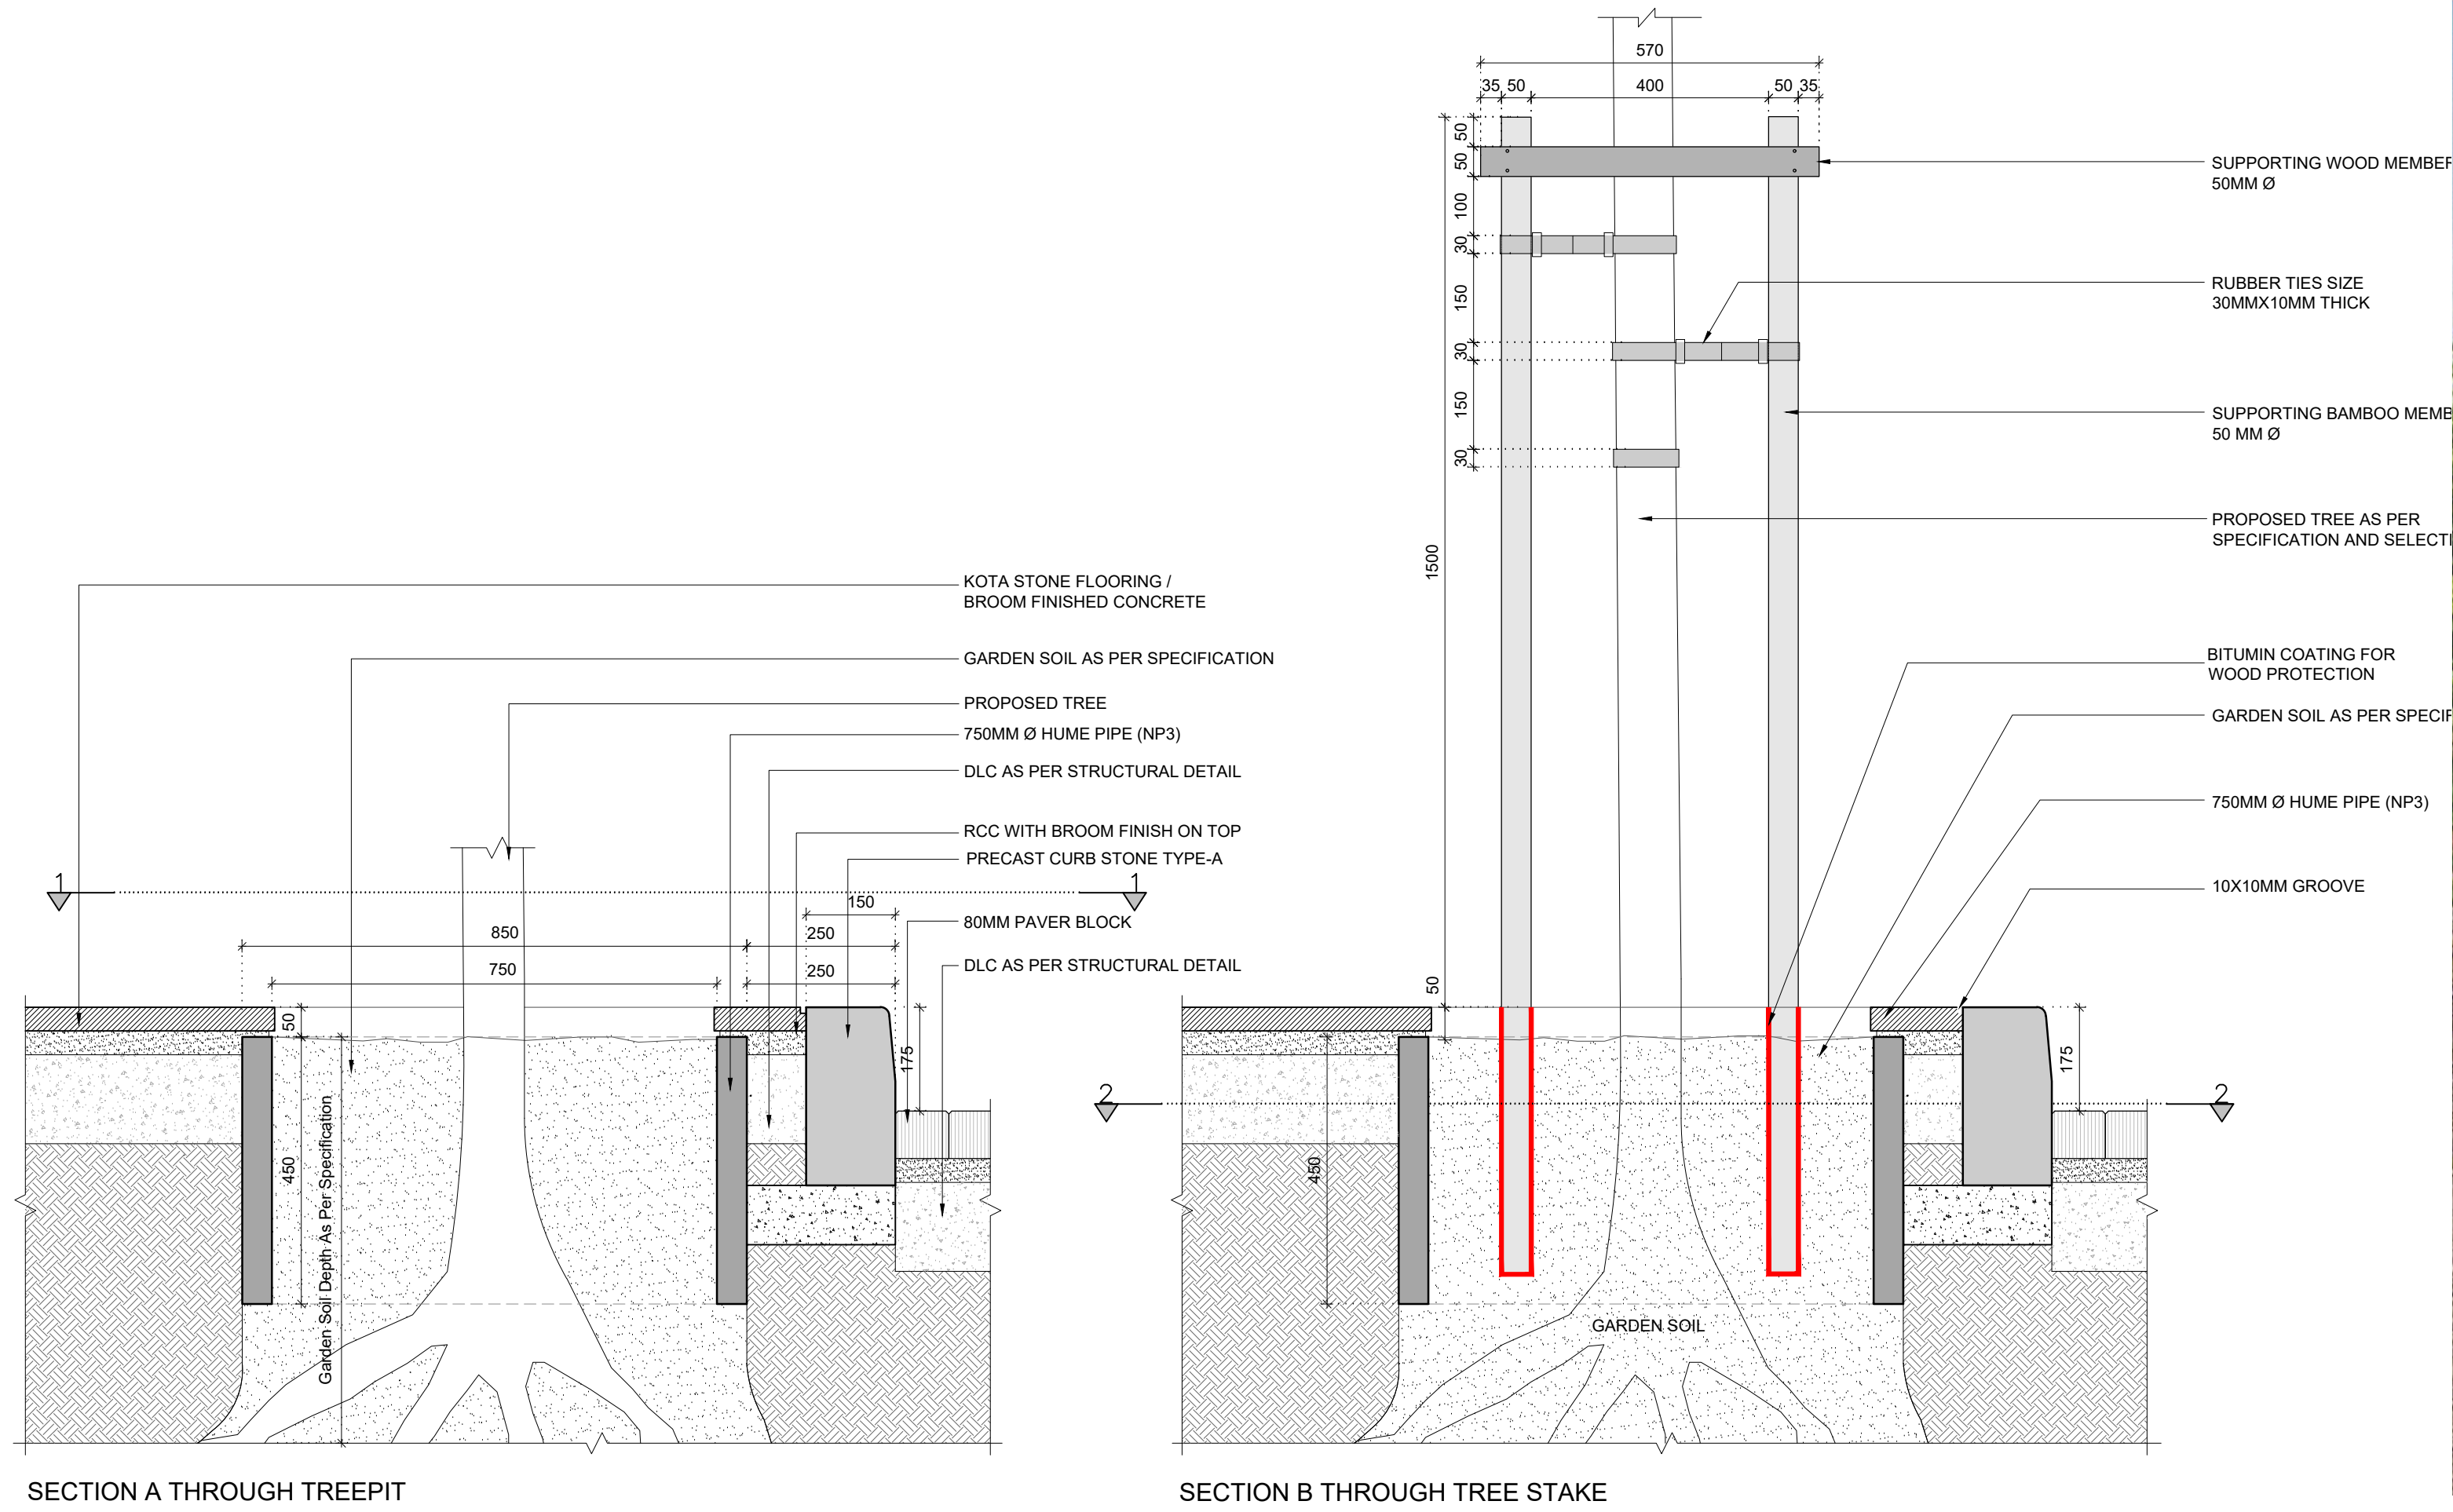 KOTA STONE FLOORING /
BROOM FINISHED CONCRETE
GARDEN SOIL AS PER SPECIFICATION
PROPOSED TREE
750MM Ø HUME PIPE (NP3)
DLC AS PER STRUCTURAL DETAIL
RCC WITH BROOM FINISH ON TOP
PRECAST CURB STONE TYPE-A
1
1
150
80MM PAVER BLOCK
850
250
DLC AS PER STRUCTURAL DETAIL
750
250
50
175
450
Garden Soil Depth As Per Specification
SECTION A THROUGH TREEPIT
570
35
50
400
50
35
50
50
100
30
150
30
150
30
1500
50
SUPPORTING WOOD MEMBER
50MM Ø
RUBBER TIES SIZE
30MMX10MM THICK
SUPPORTING BAMBOO MEMB
50 MM Ø
PROPOSED TREE AS PER
SPECIFICATION AND SELECTI
BITUMIN COATING FOR
WOOD PROTECTION
GARDEN SOIL AS PER SPECIF
750MM Ø HUME PIPE (NP3)
10X10MM GROOVE
175
2
2
450
GARDEN SOIL
SECTION B THROUGH TREE STAKE